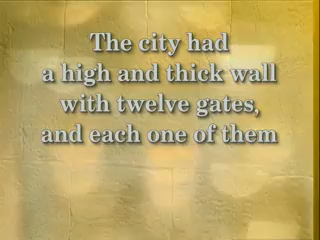 The city had
a high and thick wall
with twelve gates,
and each one of them